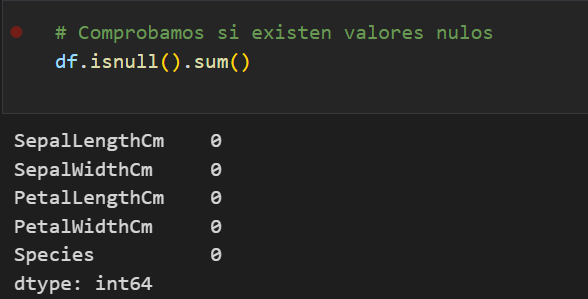 # Comprobamos si existen valores nulos
df.isnull().sum()
SepalLengthCm    0
SepalWidthCm     0
PetalLengthCm    0
PetalWidthCm     0
Species          0
dtype: int64